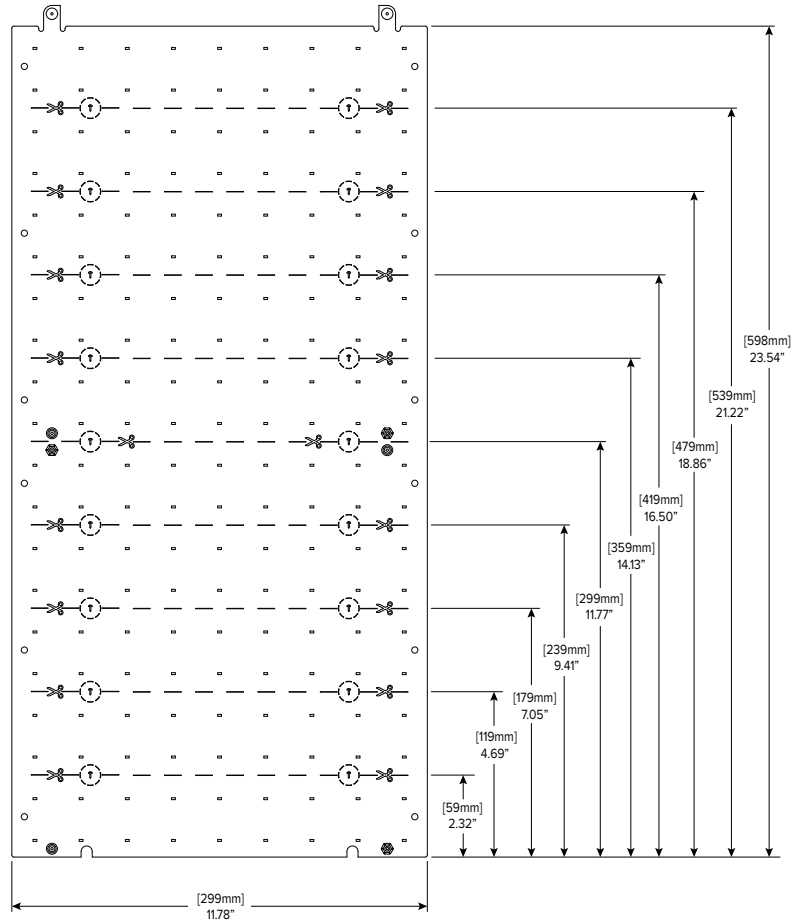 [598mm]
23.54”
[539mm]
21.22”
[479mm]
18.86”
[419mm]
16.50”
[359mm]
14.13”
[299mm]
11.77”
[239mm]
9.41”
[179mm]
7.05”
[119mm]
4.69”
[59mm]
2.32”
[299mm]
11.78”